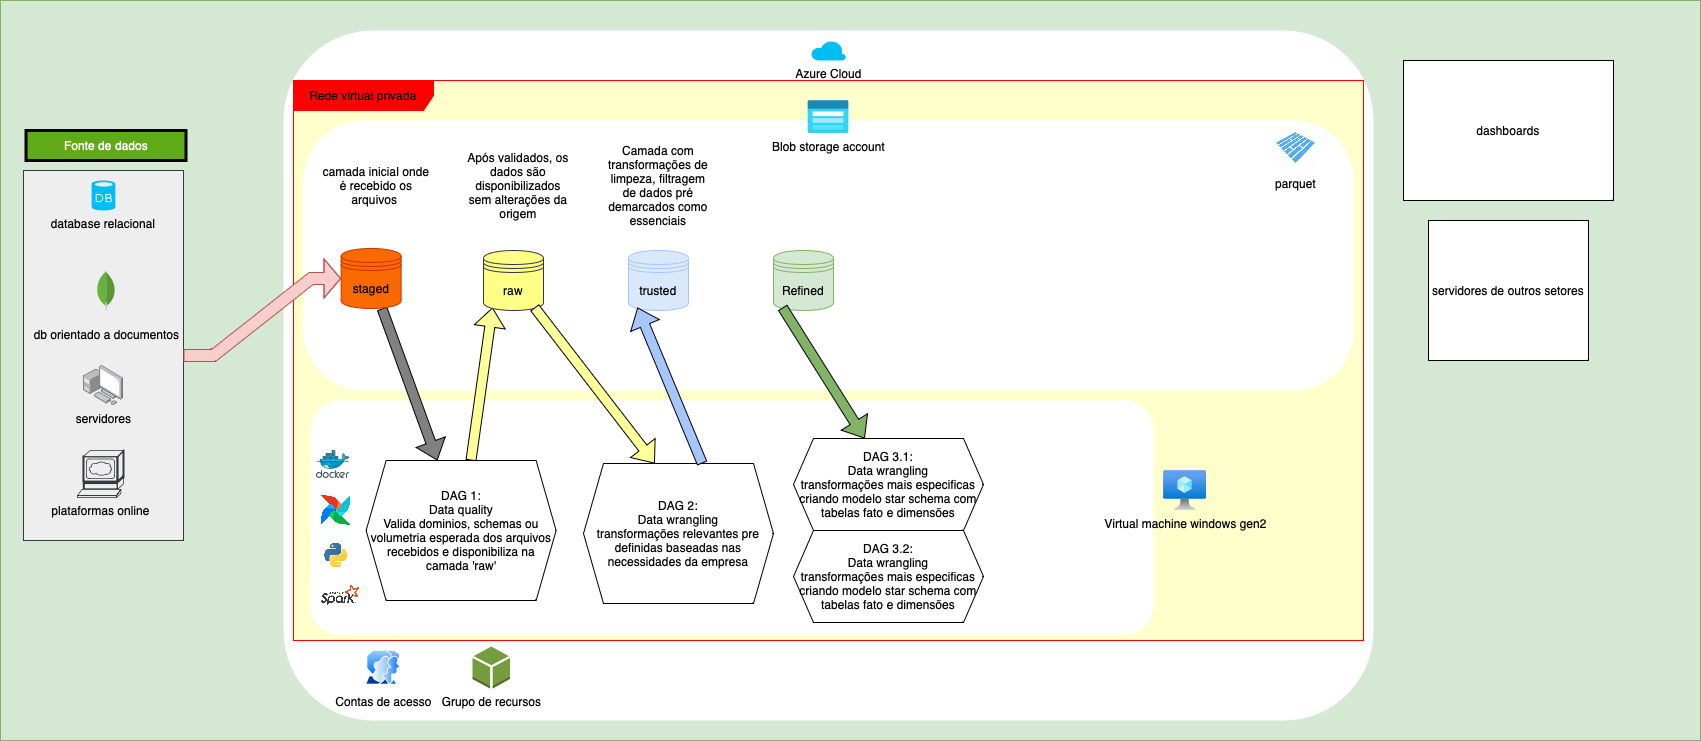 Azure Cloud
Rede virtual privada
Blob storage account
parquet
Fonte de dados
DB
database relacional
db orientado a documentos
servidores
plataformas online
camada inicial onde
é recebido os
arquivos
Após validados, os
dados são
disponibilizados
sem alterações da
origem
Camada com
transformações de
limpeza, filtragem
de dados pré
demarcados como
essenciais
staged
raw
trusted
Refined
docker
Spark
DAG 1:
Data quality
Valida dominios, schemas ou
volumetria esperada dos arquivos
recebidos e disponibiliza na
camada 'raw'
DAG 2:
Data wrangling
transformações relevantes pre
definidas baseadas nas
necessidades da empresa
DAG 3.1:
Data wrangling
transformações mais especificas
criando modelo star schema com
tabelas fato e dimensões
DAG 3.2:
Data wrangling
transformações mais especificas
criando modelo star schema com
tabelas fato e dimensões
Virtual machine windows gen2
Contas de acesso
Grupo de recursos
dashboards
servidores de outros setores